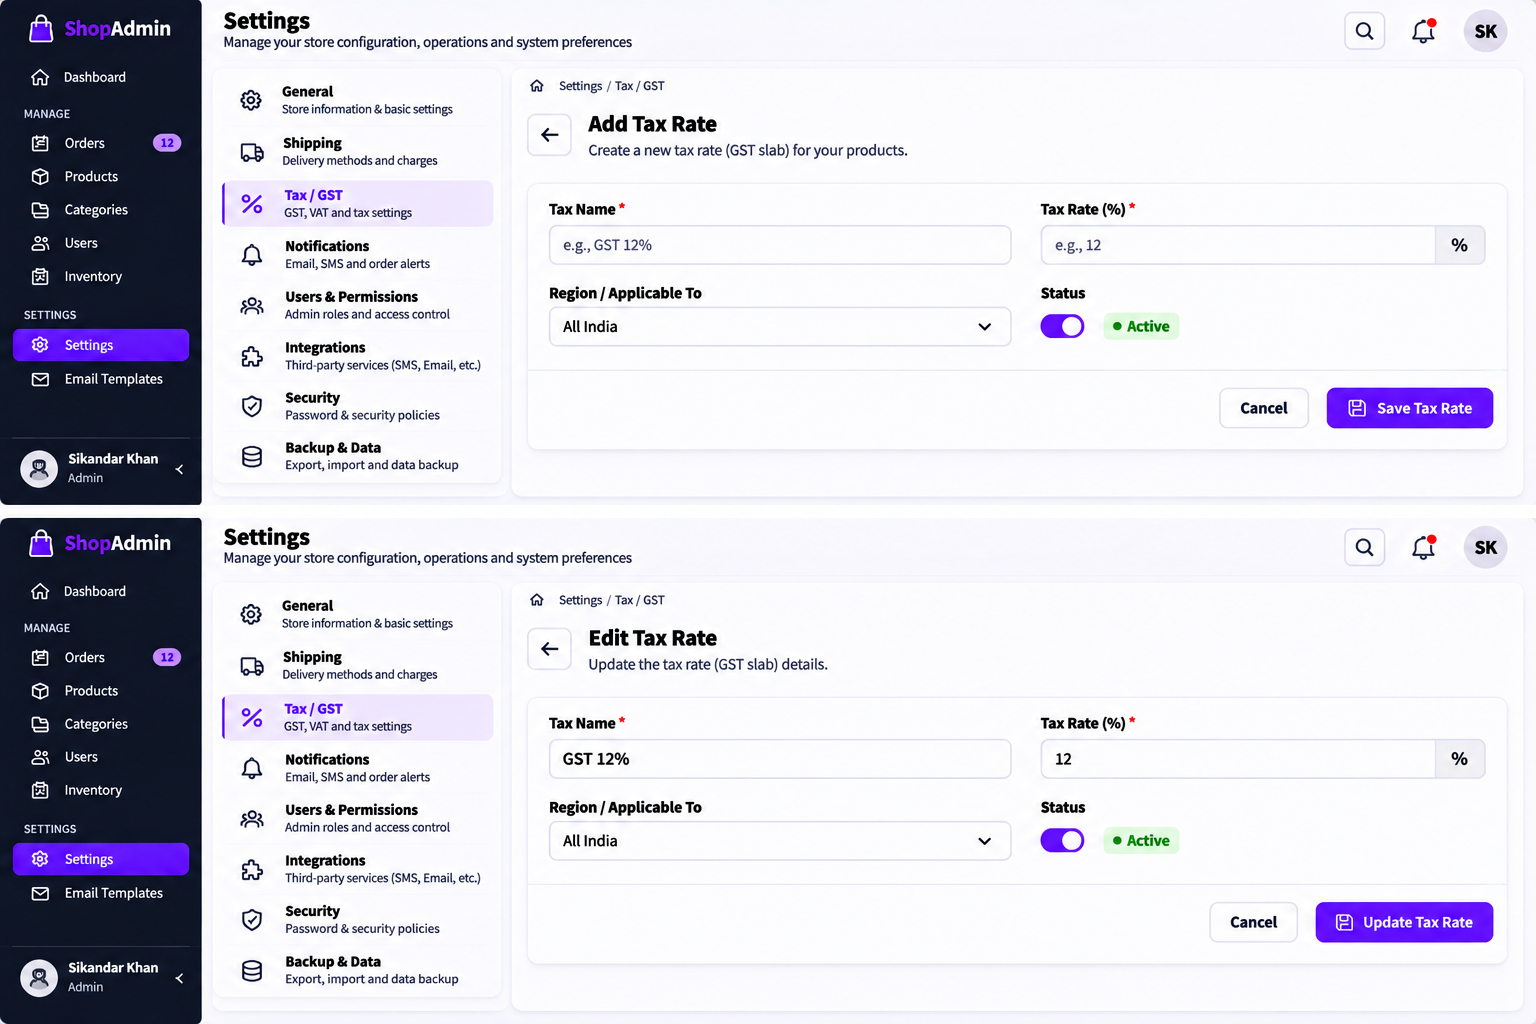 ShopAdmin
Dashboard
MANAGE
Orders 12
Products
Categories
Users
Inventory
SETTINGS
Settings
Email Templates
Sikandar Khan
Admin
Settings
Manage your store configuration, operations and system preferences
SK
General
Store information & basic settings
Shipping
Delivery methods and charges
Tax / GST
GST, VAT and tax settings
Notifications
Email, SMS and order alerts
Users & Permissions
Admin roles and access control
Integrations
Third-party services (SMS, Email, etc.)
Security
Password & security policies
Backup & Data
Export, import and data backup
Settings / Tax / GST
Add Tax Rate
Create a new tax rate (GST slab) for your products.
Tax Name *
e.g., GST 12%
Tax Rate (%) *
e.g., 12 %
Region / Applicable To
All India
Status
Active
Cancel
Save Tax Rate
ShopAdmin
Dashboard
MANAGE
Orders 12
Products
Categories
Users
Inventory
SETTINGS
Settings
Email Templates
Sikandar Khan
Admin
Settings
Manage your store configuration, operations and system preferences
SK
General
Store information & basic settings
Shipping
Delivery methods and charges
Tax / GST
GST, VAT and tax settings
Notifications
Email, SMS and order alerts
Users & Permissions
Admin roles and access control
Integrations
Third-party services (SMS, Email, etc.)
Security
Password & security policies
Backup & Data
Export, import and data backup
Settings / Tax / GST
Edit Tax Rate
Update the tax rate (GST slab) details.
Tax Name *
GST 12%
Tax Rate (%) *
12 %
Region / Applicable To
All India
Status
Active
Cancel
Update Tax Rate